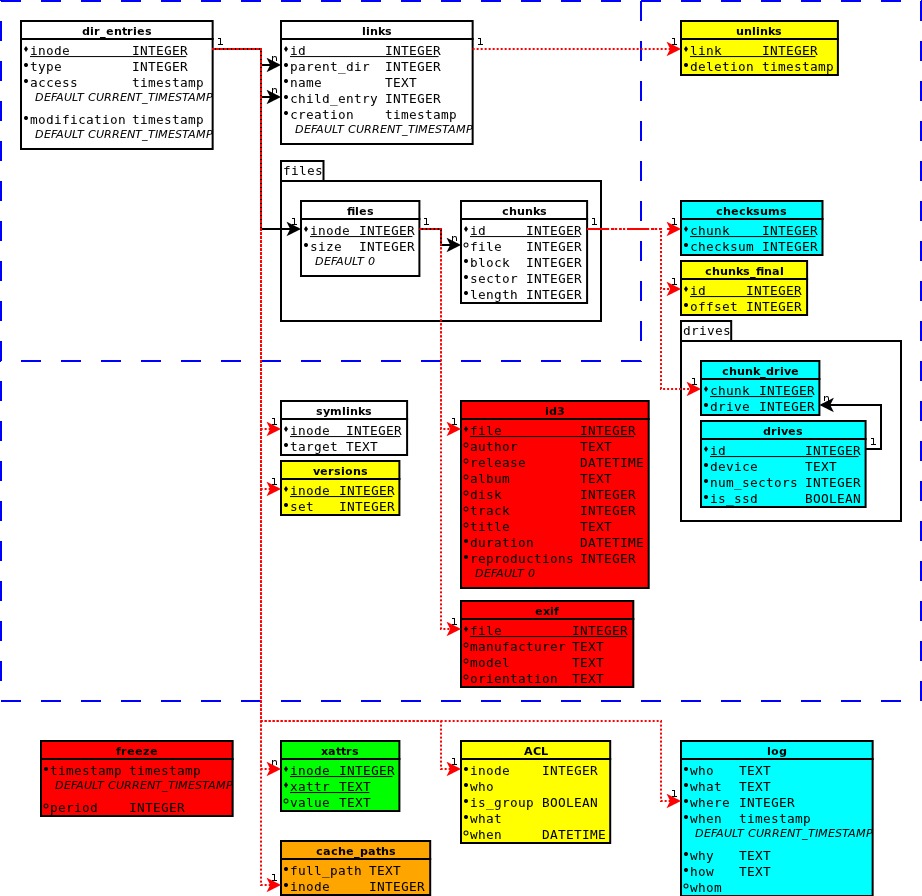 dir_entries
inode INTEGER
type INTEGER
access timestamp
DEFAULT CURRENT_TIMESTAMP
modification timestamp
DEFAULT CURRENT_TIMESTAMP
1
links
id INTEGER
parent_dir INTEGER
name TEXT
child_entry INTEGER
creation timestamp
DEFAULT CURRENT_TIMESTAMP
n
n
1
1
unlinks
link INTEGER
deletion timestamp
files
1
files
inode INTEGER
size INTEGER
DEFAULT 0
1
n
chunks
id INTEGER
file INTEGER
block INTEGER
sector INTEGER
length INTEGER
1
1
checksums
chunk INTEGER
checksum INTEGER
1
chunks_final
id INTEGER
offset INTEGER
drives
1
chunk_drive
chunk INTEGER
drive INTEGER
n
drives
id INTEGER
device TEXT
num_sectors INTEGER
is_ssd BOOLEAN
1
1
symlinks
inode INTEGER
target TEXT
1
versions
inode INTEGER
set INTEGER
1
id3
file INTEGER
author TEXT
release DATETIME
album TEXT
disk INTEGER
track INTEGER
title TEXT
duration DATETIME
reproductions INTEGER
DEFAULT 0
1
exif
file INTEGER
manufacturer TEXT
model TEXT
orientation TEXT
freeze
timestamp timestamp
DEFAULT CURRENT_TIMESTAMP
period INTEGER
n
xattrs
inode INTEGER
xattr TEXT
value TEXT
1
cache_paths
full_path TEXT
inode INTEGER
1
ACL
inode INTEGER
who
is_group BOOLEAN
what
when DATETIME
1
log
who TEXT
what TEXT
where INTEGER
when timestamp
DEFAULT CURRENT_TIMESTAMP
why TEXT
how TEXT
whom